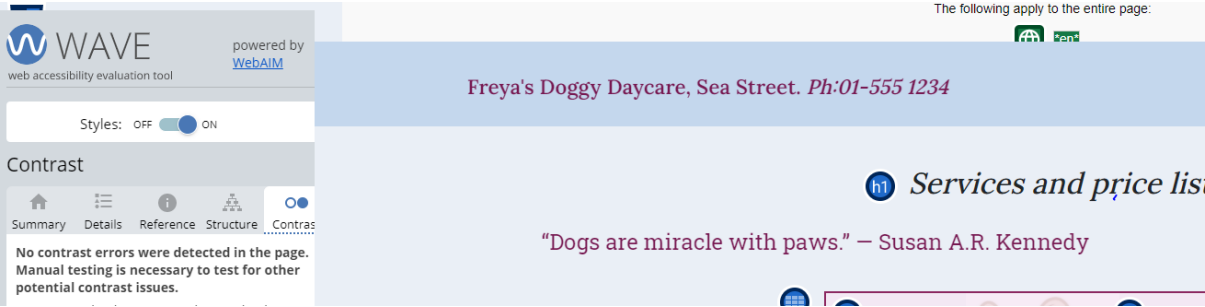 The following apply to the entire page:
*en*
WAVE
powered by
WebAIM
web accessibility evaluation tool
Freya's Doggy Daycare, Sea Street. Ph:01-555 1234
Styles: OFF ON
Contrast
h1 Services and price list
Summary Details Reference Structure Contras
“Dogs are miracle with paws.” — Susan A.R. Kennedy
No contrast errors were detected in the page.
Manual testing is necessary to test for other
potential contrast issues.